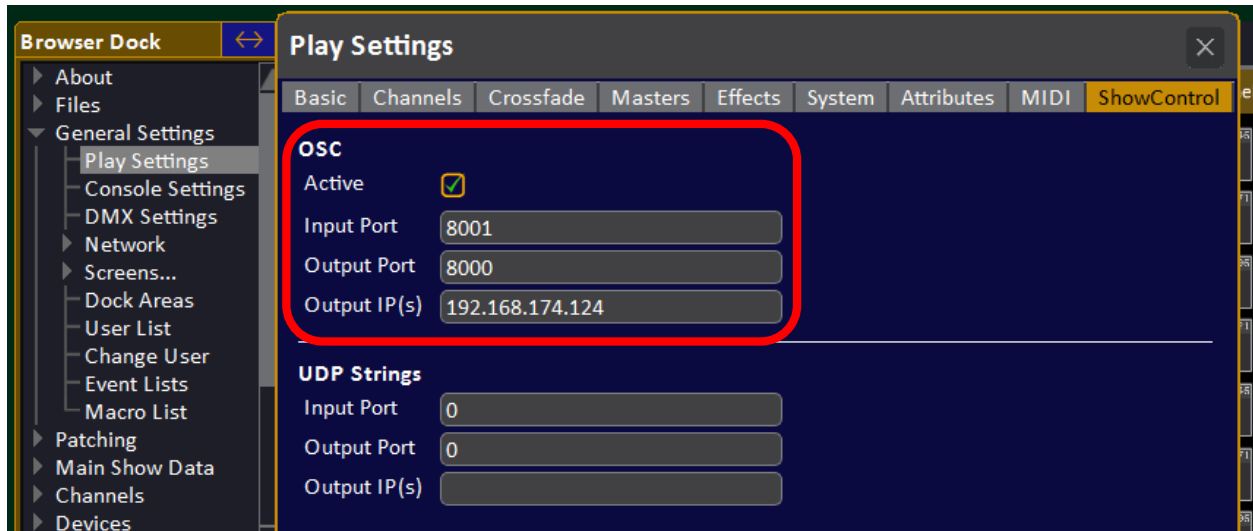 Browser Dock
About
Files
General Settings
Play Settings
Console Settings
DMX Settings
Network
Screens...
Dock Areas
User List
Change User
Event Lists
Macro List
Patching
Main Show Data
Channels
Devices
Play Settings
Basic Channels Crossfade Masters Effects System Attributes MIDI ShowControl
OSC
Active
Input Port 8001
Output Port 8000
Output IP(s) 192.168.174.124
UDP Strings
Input Port 0
Output Port 0
Output IP(s)